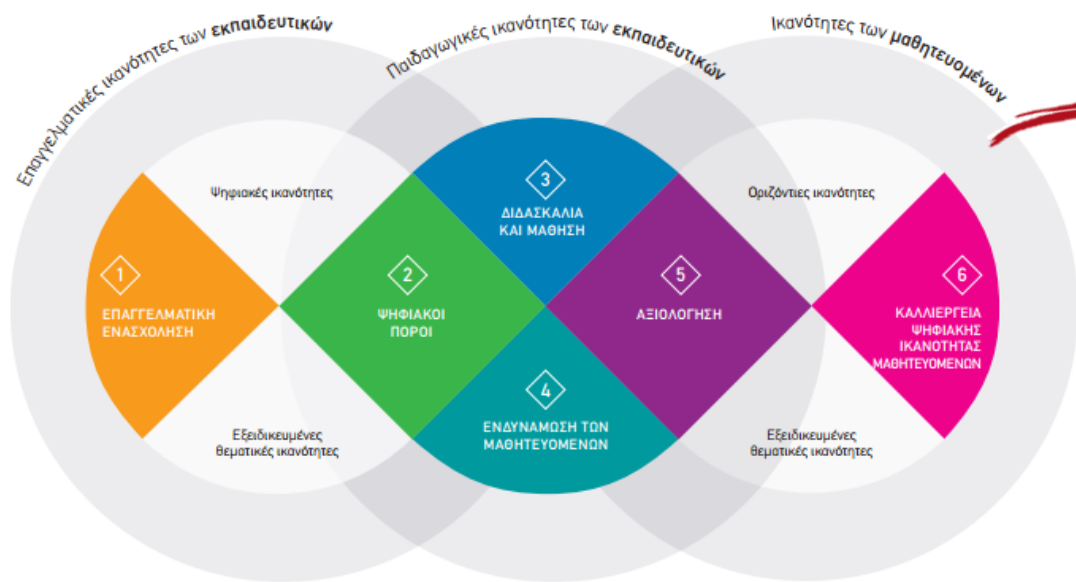 Επαγγελματικές ικανότητες των εκπαιδευτικών
Παιδαγωγικές ικανότητες των εκπαιδευτικών
Ικανότητες των μαθητευομένων
Ψηφιακές ικανότητες
Οριζόντιες ικανότητες
1
ΕΠΑΓΓΕΛΜΑΤΙΚΗ
ΕΝΑΣΧΟΛΗΣΗ
2
ΨΗΦΙΑΚΟΙ
ΠΟΡΟΙ
3
ΔΙΔΑΣΚΑΛΙΑ
ΚΑΙ ΜΑΘΗΣΗ
4
ΕΝΔΥΝΑΜΩΣΗ ΤΩΝ
ΜΑΘΗΤΕΥΟΜΕΝΩΝ
5
ΑΞΙΟΛΟΓΗΣΗ
6
ΚΑΛΛΙΕΡΓΕΙΑ
ΨΗΦΙΑΚΗΣ
ΙΚΑΝΟΤΗΤΑΣ
ΜΑΘΗΤΕΥΟΜΕΝΩΝ
Εξειδικευμένες
θεματικές ικανότητες
Εξειδικευμένες
θεματικές ικανότητες